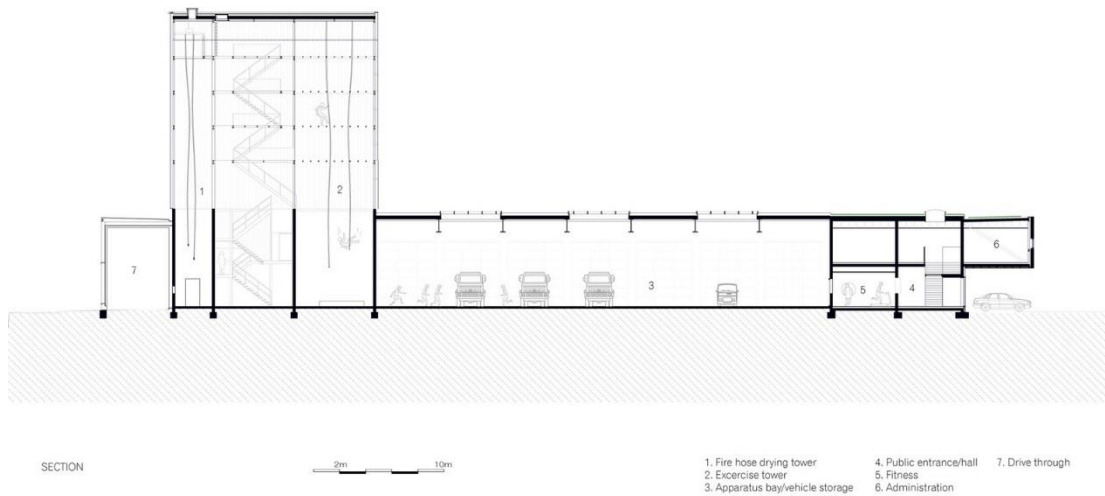 1
2
7
3
5
4
6
SECTION
2m 10m
1. Fire hose drying tower
2. Excercise tower
3. Apparatus bay/vehicle storage
4. Public entrance/hall
5. Fitness
6. Administration
7. Drive through